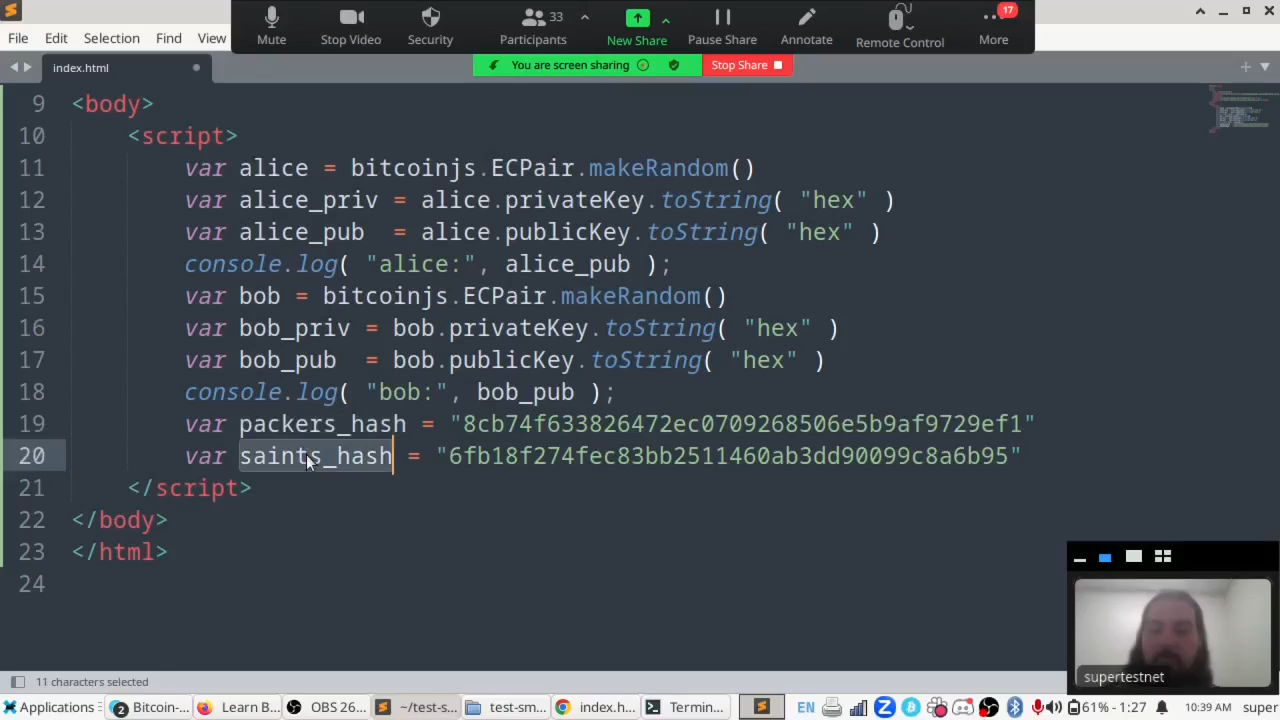 File Edit Selection Find View
Mute Stop Video Security 33 Participants New Share Pause Share Annotate Remote Control 17 More
You are screen sharing Stop Share
index.html
9 <body>
10 <script>
11 var alice = bitcoinjs.ECPair.makeRandom()
12 var alice_priv = alice.privateKey.toString( "hex" )
13 var alice_pub  = alice.publicKey.toString( "hex" )
14 console.log( "alice:", alice_pub );
15 var bob = bitcoinjs.ECPair.makeRandom()
16 var bob_priv = bob.privateKey.toString( "hex" )
17 var bob_pub  = bob.publicKey.toString( "hex" )
18 console.log( "bob:", bob_pub );
19 var packers_hash = "8cb74f633826472ec0709268506e5b9af9729ef1"
20 var saints_hash = "6fb18f274fec83bb2511460ab3dd90099c8a6b95"
21 </script>
22 </body>
23 </html>
24
supertestnet
11 characters selected
Applications 2 Bitcoin-... Learn B... OBS 26... ~/test-s... test-sm... index.h... Termin... EN 61% - 1:27 10:39 AM super